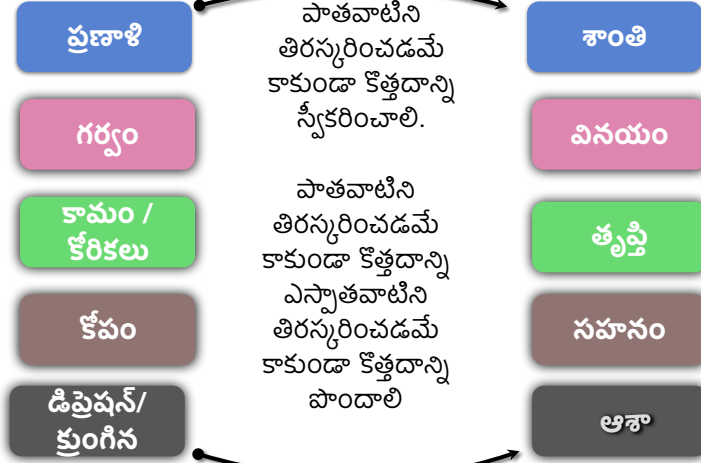 ప్రణాళి
గర్వం
కామం /
కోరికలు
కోపం
డిప్రెషన్/
క్రుంగిన
పాతవాటిని
తిరస్కరించడమే
కాకుండా కొత్తదాన్ని
స్వీకరించాలి.
పాతవాటిని
తిరస్కరించడమే
కాకుండా కొత్తదాన్ని
ఎస్పాతవాటిని
తిరస్కరించడమే
కాకుండా కొత్తదాన్ని
పొందాలి
శాంతి
వినయం
తృప్తి
సహనం
ఆశా